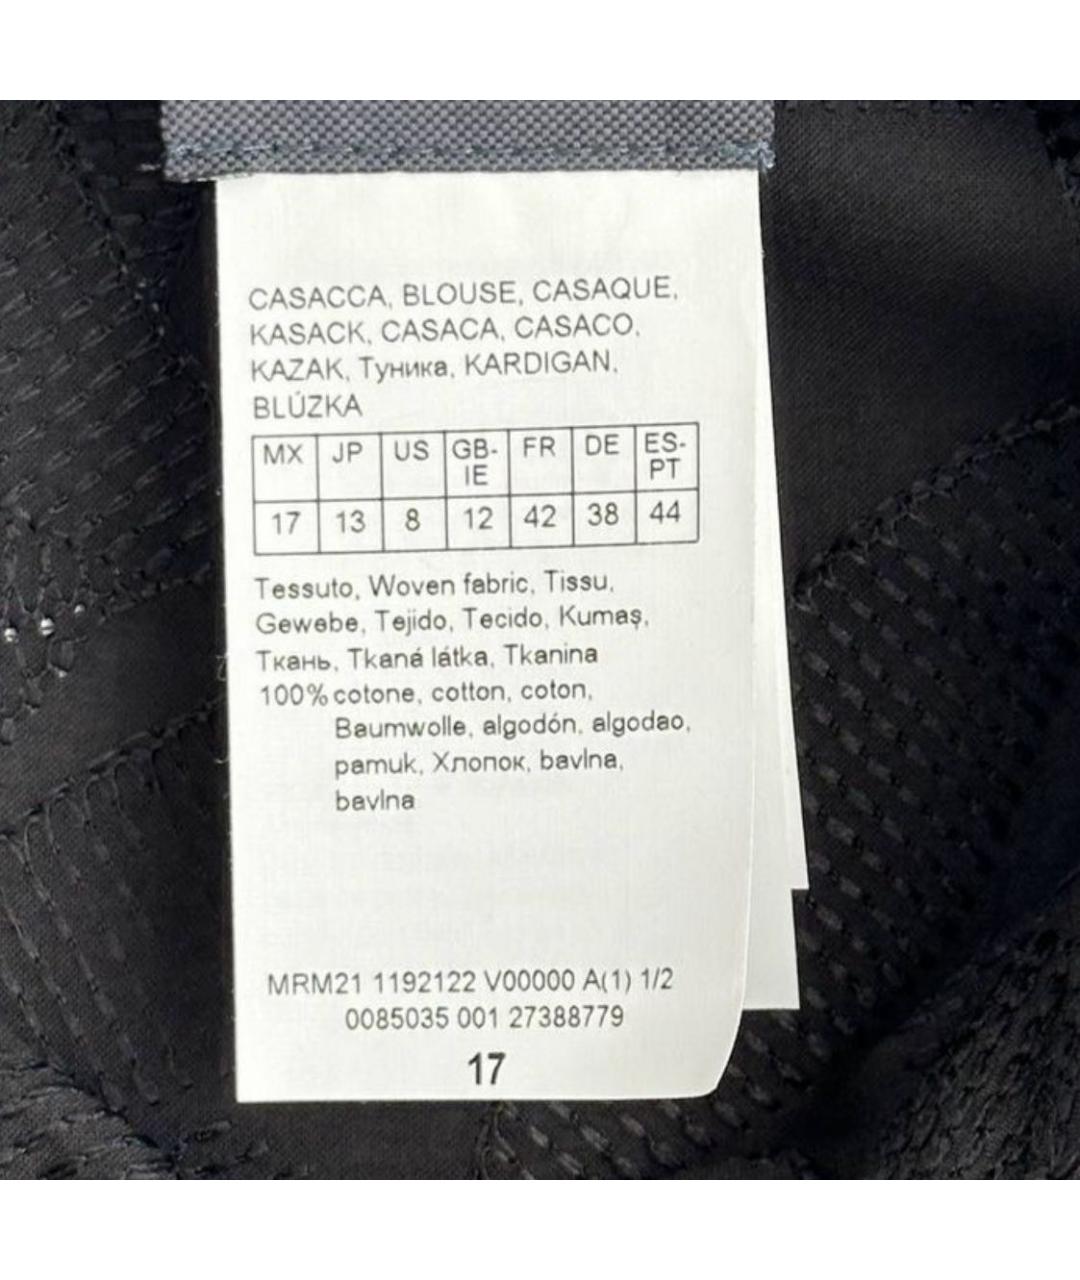 CASACCA, BLOUSE, CASAQUE,
KASACK, CASACA, CASACO,
KAZAK, Туника, KARDIGAN,
BLÚZKA
MX JP US GB-IE FR DE ES-PT
17 13 8 12 42 38 44
Tessuto, Woven fabric, Tissu,
Gewebe, Tejido, Tecido, Kumaş,
Ткань, Tkaná látka, Tkanina
100% cotone, cotton, coton,
Baumwolle, algodón, algodao,
pamuk, Хлопок, bavlna,
bavlna
MRM21 1192122 V00000 A(1) 1/2
0085035 001 27388779
17